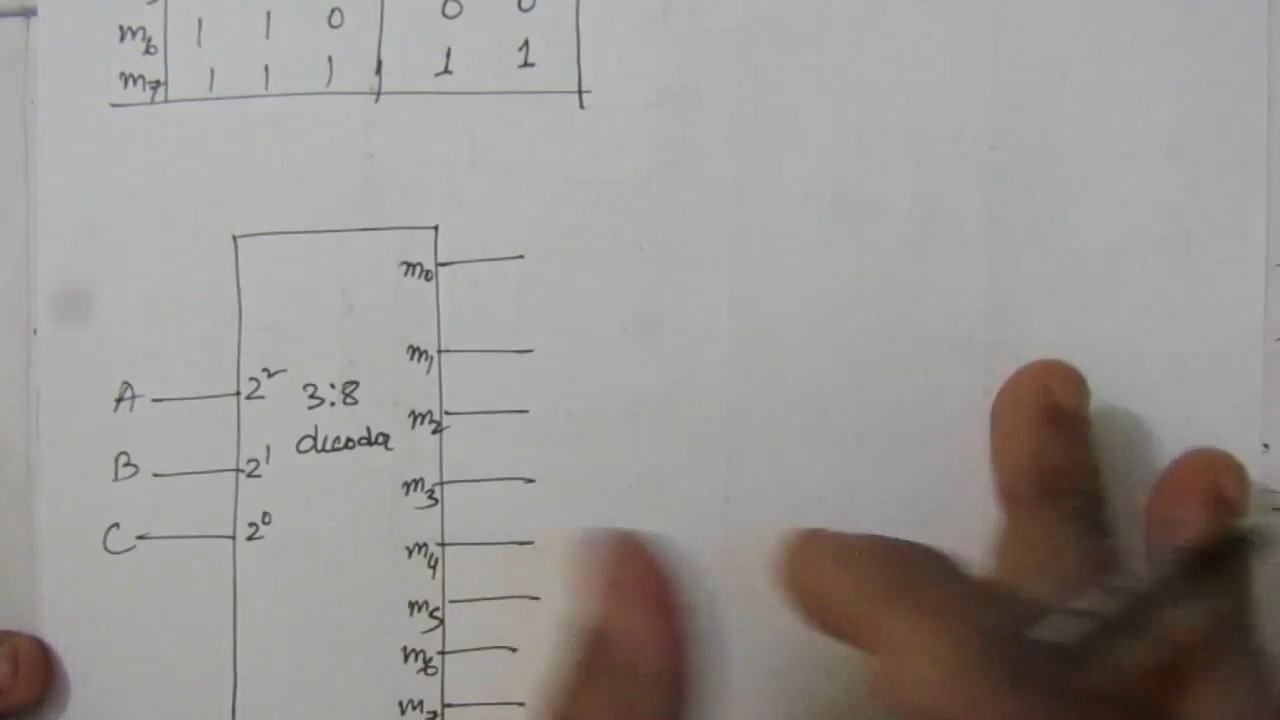 m6 1 1 0 0 0
m7 1 1 1 1 1
m0
m1
A 2² 3:8
decoder m2
B 2¹
m3
C 2⁰
m4
m5
m6
m7